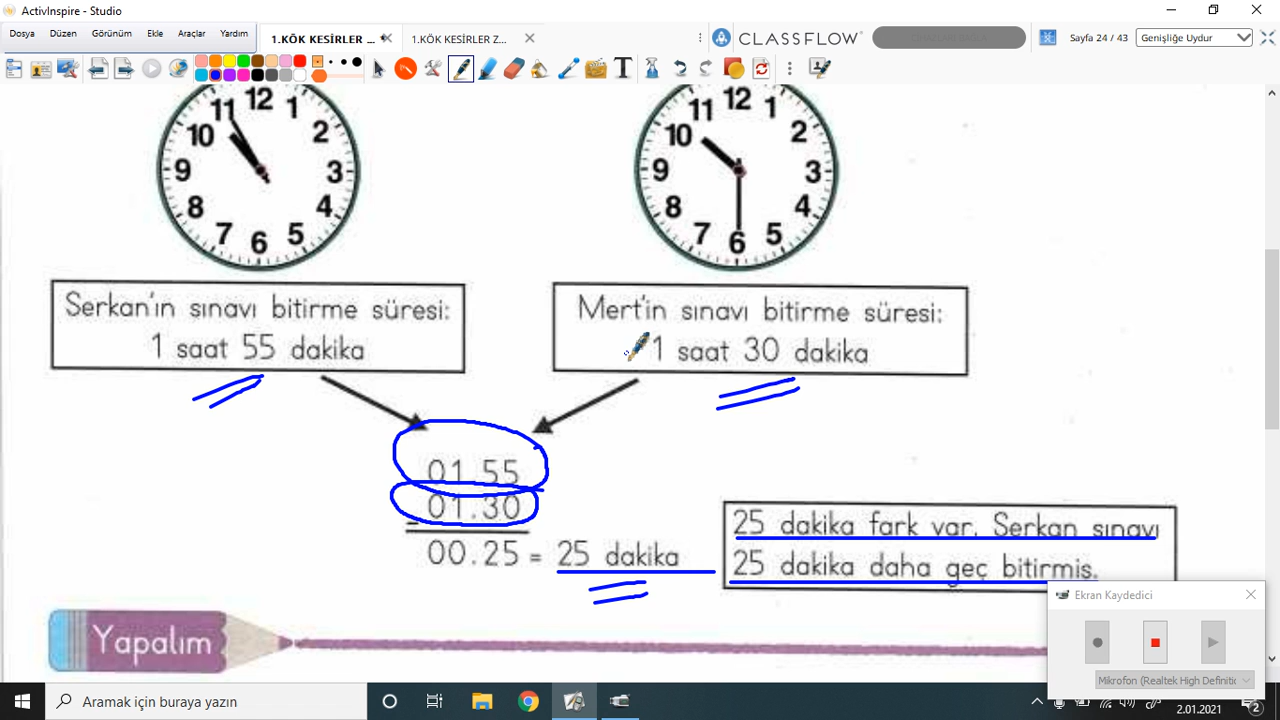 ActivInspire - Studio
Dosya Düzen Görünüm Ekle Araçlar Yardım
1.KÖK KESİRLER ...
1.KÖK KESİRLER Z...
CLASSFLOW
Sayfa 24 / 43
Genişliğe Uydur
11 12 1
10 2
9 3
8 4
7 6 5
11 12 1
10 2
9 3
8 4
7 6 5
Serkan'ın sınavı bitirme süresi:
1 saat 55 dakika
Mert'in sınavı bitirme süresi:
1 saat 30 dakika
01.55
- 01.30
00.25 = 25 dakika
25 dakika fark var. Serkan sınavı
25 dakika daha geç bitirmiş.
Yapalım
Ekran Kaydedici
Mikrofon (Realtek High Definitic
Aramak için buraya yazın
2.01.2021
2